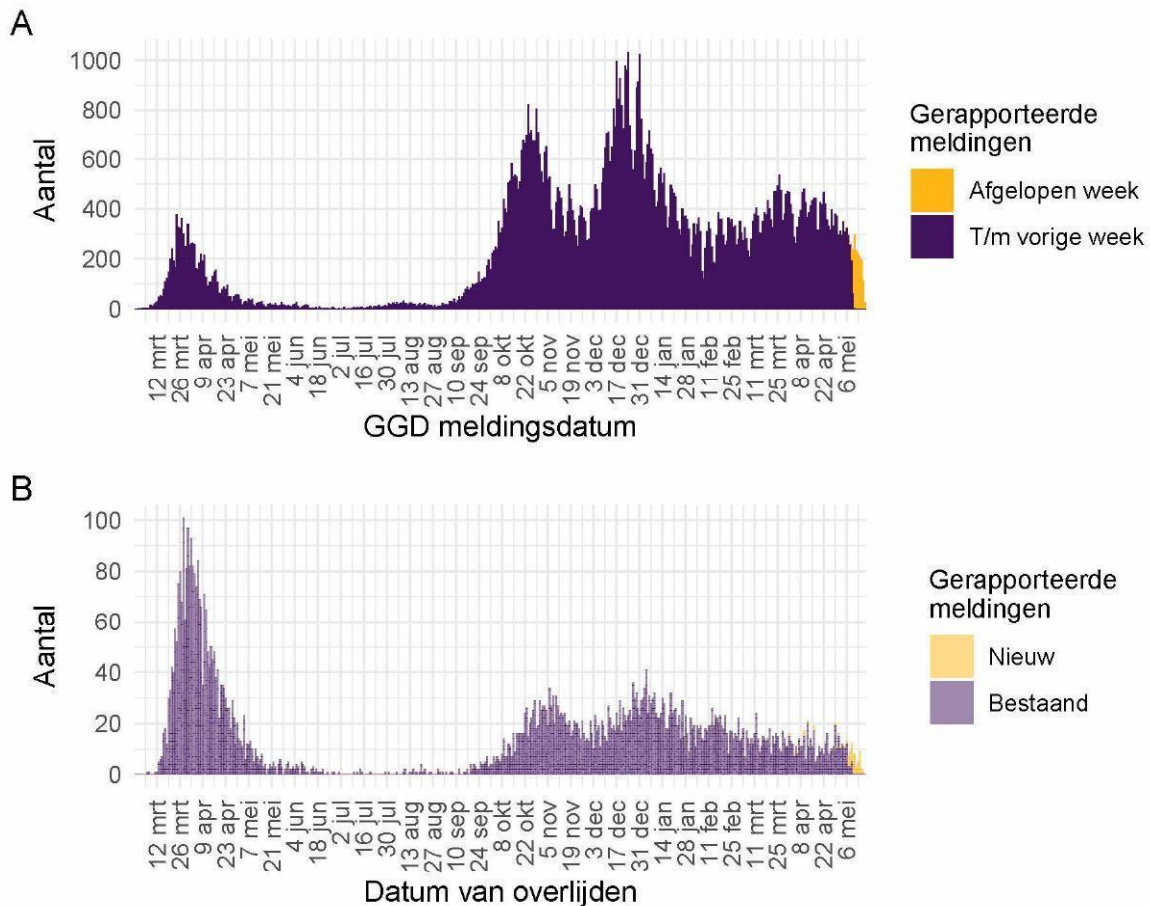 A
1000
800
600
400
200
0
Aantal
12 mrt
26 mrt
9 apr
23 apr
7 mei
21 mei
4 jun
18 jun
2 jul
16 jul
30 jul
13 aug
27 aug
10 sep
24 sep
8 okt
22 okt
5 nov
19 nov
3 dec
17 dec
31 dec
14 jan
28 jan
11 feb
25 feb
11 mrt
25 mrt
8 apr
22 apr
6 mei
GGD meldingsdatum
Gerapporteerde
meldingen
Afgelopen week
T/m vorige week
B
100
80
60
40
20
0
Aantal
12 mrt
26 mrt
9 apr
23 apr
7 mei
21 mei
4 jun
18 jun
2 jul
16 jul
30 jul
13 aug
27 aug
10 sep
24 sep
8 okt
22 okt
5 nov
19 nov
3 dec
17 dec
31 dec
14 jan
28 jan
11 feb
25 feb
11 mrt
25 mrt
8 apr
22 apr
6 mei
Datum van overlijden
Gerapporteerde
meldingen
Nieuw
Bestaand